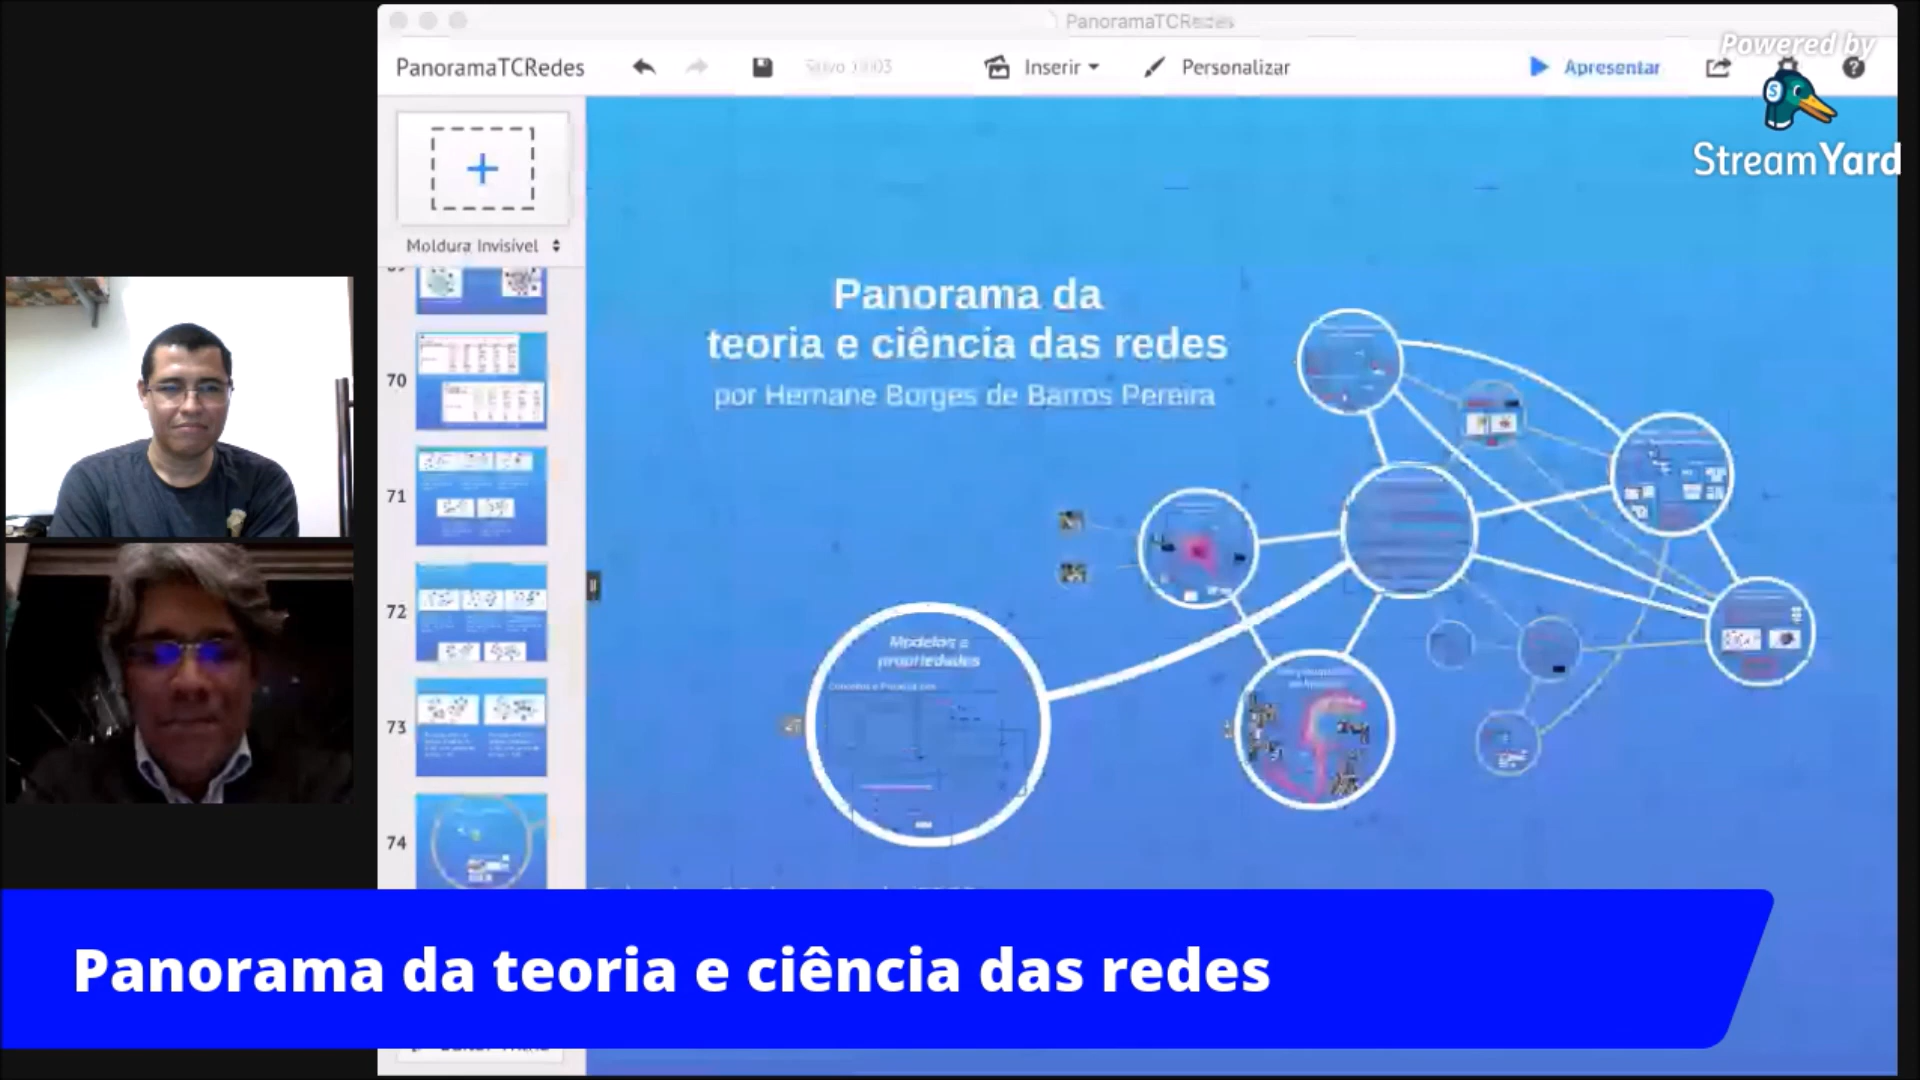 PanoramaTCRedes
PanoramaTCRedes
Inserir
Personalizar
Apresentar
Powered by
StreamYard
Moldura Invisível
70
71
72
73
74
Panorama da
teoria e ciência das redes
por Hernane Borges de Barros Pereira
Modelos e
propriedades
Panorama da teoria e ciência das redes